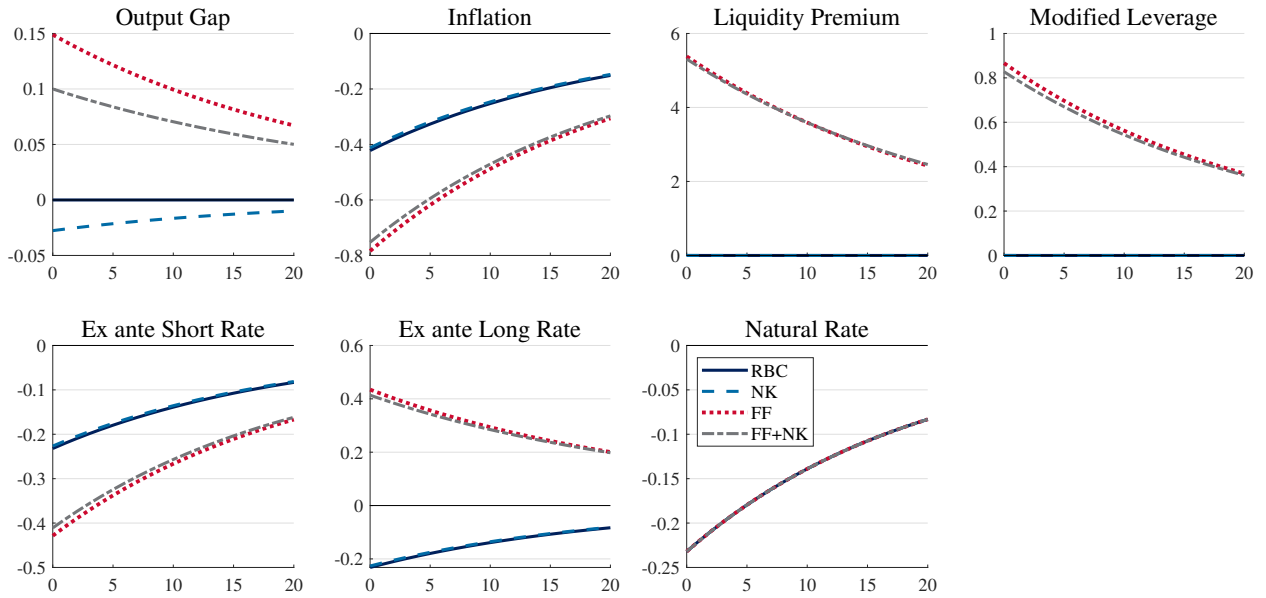 Output Gap
0.15
0.1
0.05
0
-0.05
0 5 10 15 20
Inflation
0
-0.2
-0.4
-0.6
-0.8
0 5 10 15 20
Liquidity Premium
6
4
2
0
0 5 10 15 20
Modified Leverage
1
0.8
0.6
0.4
0.2
0
0 5 10 15 20
Ex ante Short Rate
0
-0.1
-0.2
-0.3
-0.4
-0.5
0 5 10 15 20
Ex ante Long Rate
0.6
0.4
0.2
0
-0.2
0 5 10 15 20
Natural Rate
0
-0.05
-0.1
-0.15
-0.2
-0.25
0 5 10 15 20
RBC
NK
FF
FF+NK